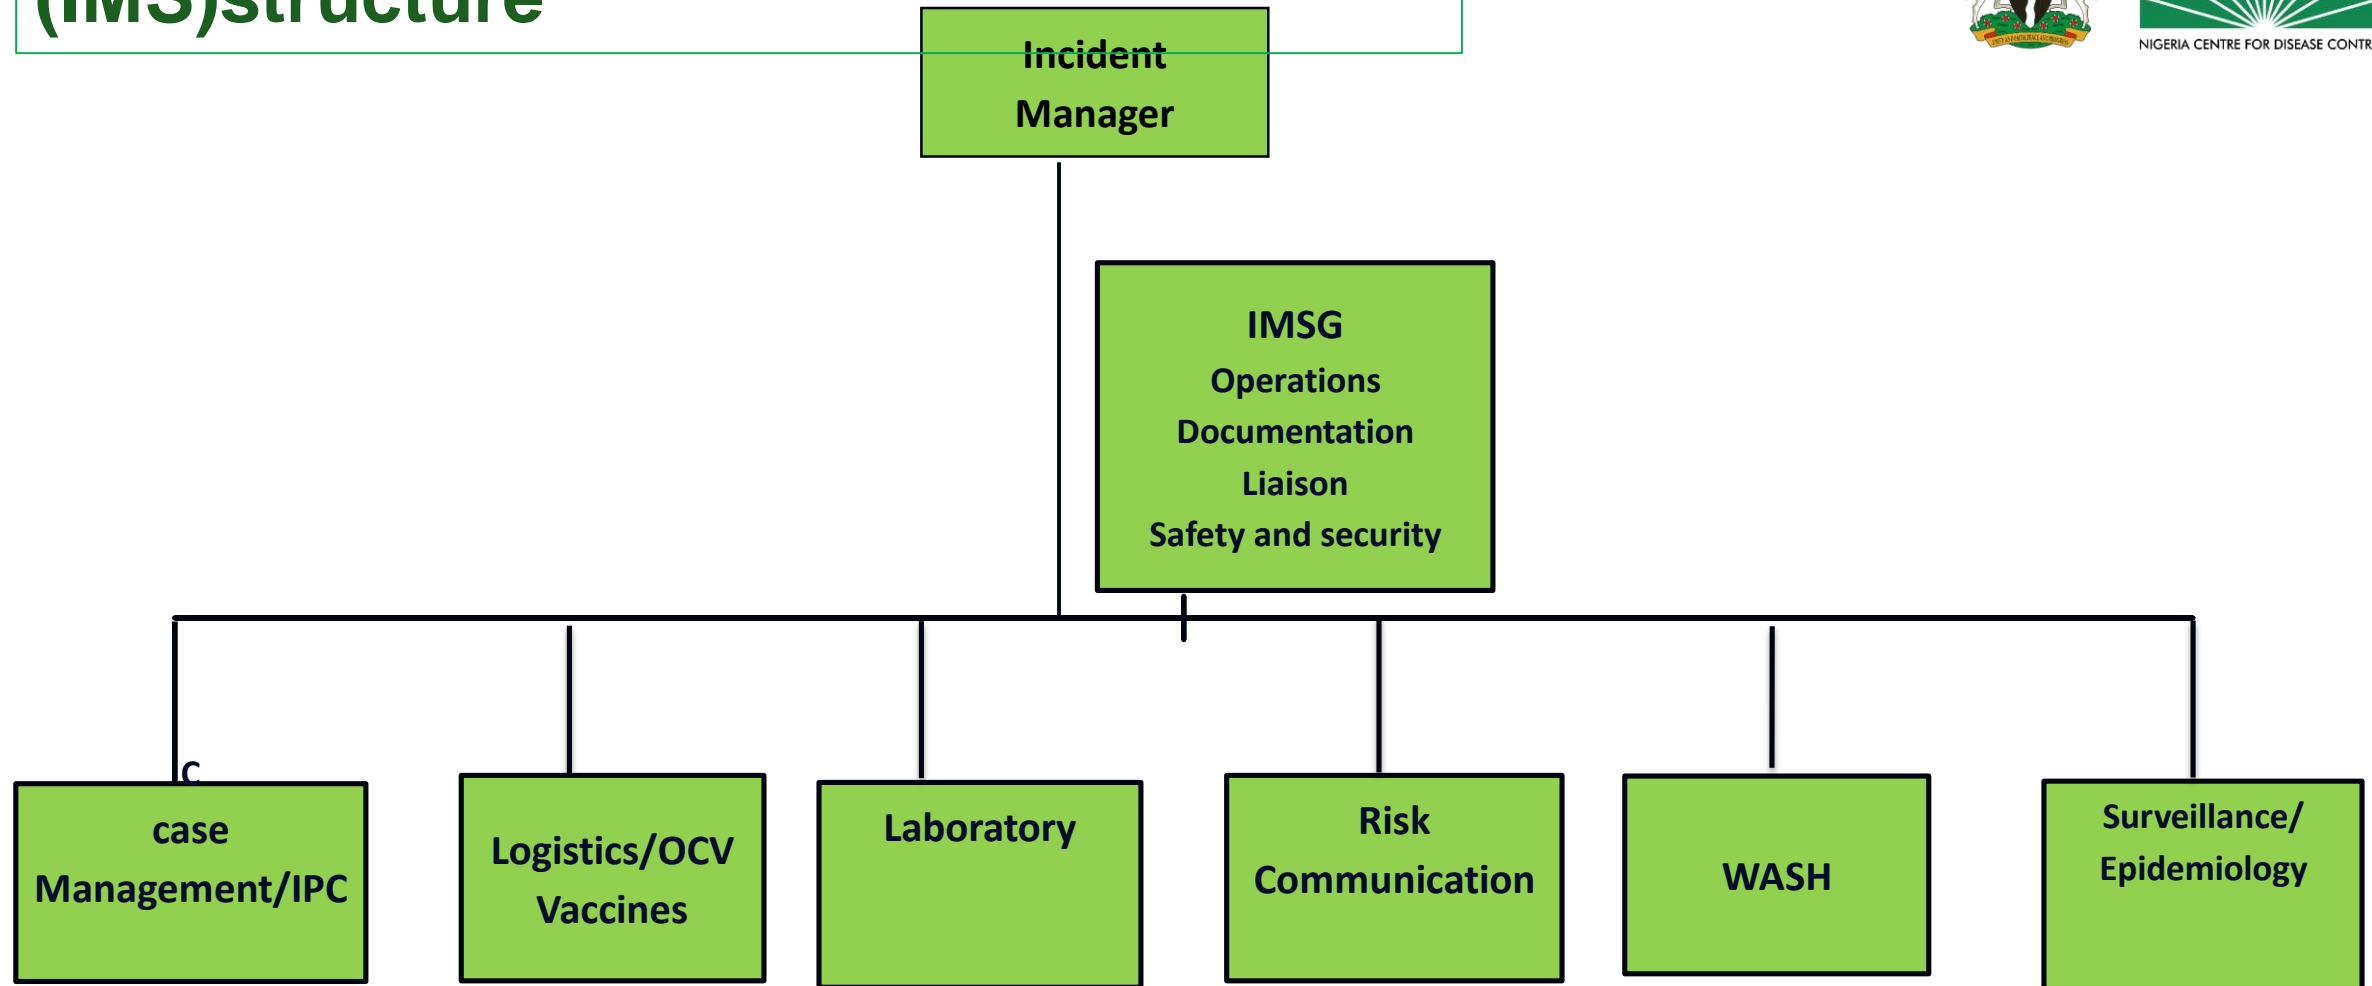 (IMS)structure
NIGERIA CENTRE FOR DISEASE CONTR
Incident
Manager
IMSG
Operations
Documentation
Liaison
Safety and security
C
case
Management/IPC
Logistics/OCV
Vaccines
Laboratory
Risk
Communication
WASH
Surveillance/
Epidemiology